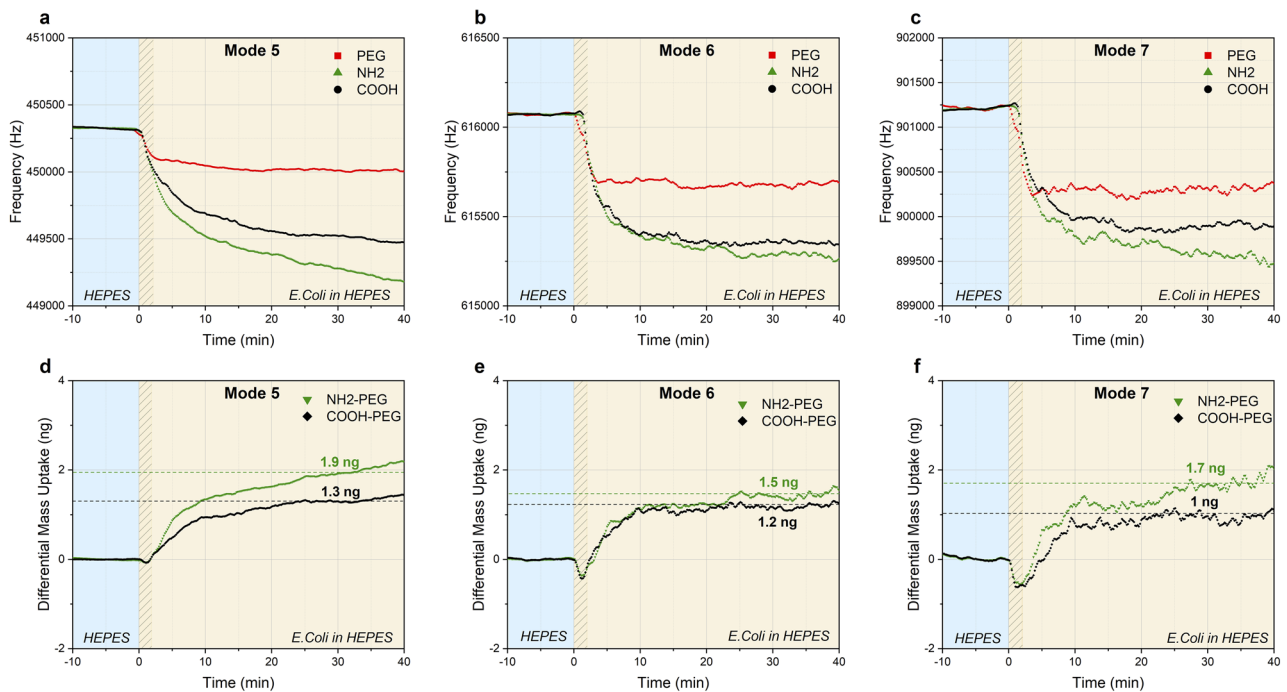 a
451000
450500
450000
449500
449000
Frequency (Hz)
Mode 5
PEG
NH2
COOH
HEPES
E.Coli in HEPES
-10
0
10
20
30
40
Time (min)
b
616500
616000
615500
615000
Frequency (Hz)
Mode 6
PEG
NH2
COOH
HEPES
E.Coli in HEPES
-10
0
10
20
30
40
Time (min)
c
902000
901500
901000
900500
900000
899500
899000
Frequency (Hz)
Mode 7
PEG
NH2
COOH
HEPES
E.Coli in HEPES
-10
0
10
20
30
40
Time (min)
d
4
2
0
-2
Differential Mass Uptake (ng)
Mode 5
NH2-PEG
COOH-PEG
1.9 ng
1.3 ng
HEPES
E.Coli in HEPES
-10
0
10
20
30
40
Time (min)
e
4
2
0
-2
Differential Mass Uptake (ng)
Mode 6
NH2-PEG
COOH-PEG
1.5 ng
1.2 ng
HEPES
E.Coli in HEPES
-10
0
10
20
30
40
Time (min)
f
4
2
0
-2
Differential Mass Uptake (ng)
Mode 7
NH2-PEG
COOH-PEG
1.7 ng
1 ng
HEPES
E.Coli in HEPES
-10
0
10
20
30
40
Time (min)